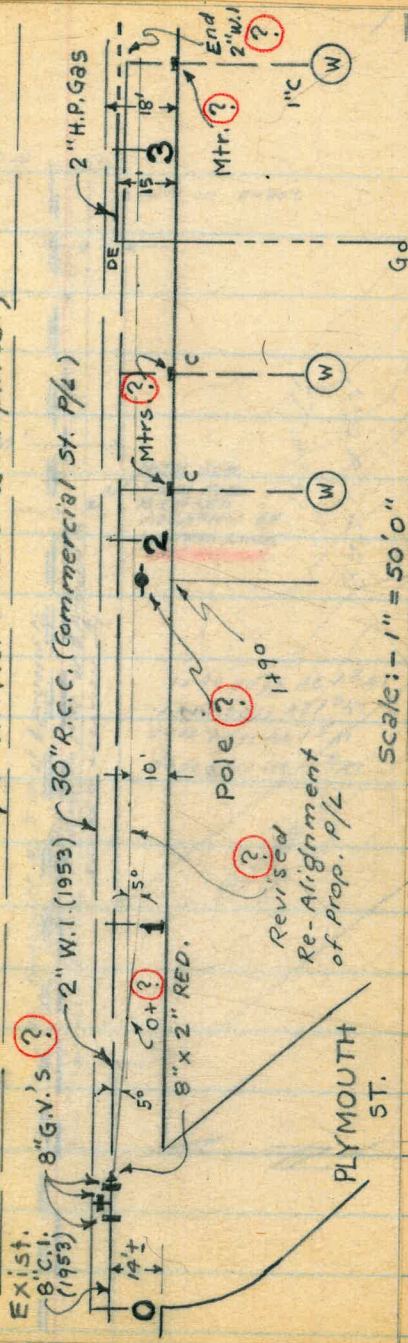 Exist.
8" C.I.
(1953)
8" G.V.'s ?
2" W.I. (1953)
30" R.C.C. (Commercial St. P/L)
DE
2" H.P. Gas
End
2" W.I
?
0
14'±
5°
0+ ?
8" x 2" RED.
1
5°
10'
Pole ?
2
1+90
Mtrs ?
C
C
15'
3
18'
Mtr. ?
1"C
W
W
W
Go
?
Revised
Re-Alignment
of Prop. P/L
PLYMOUTH
ST.
Scale:- 1" = 50'0"